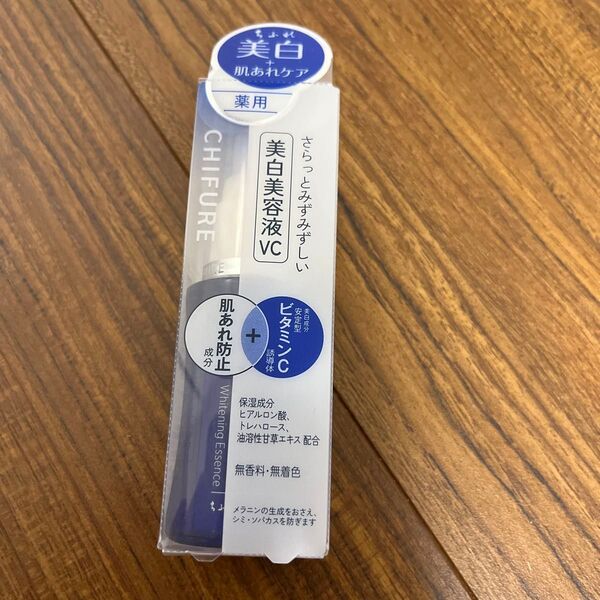 ちふれ
美白
+
肌あれケア
薬用
CHIFURE
さらっとみずみずしい
美白美容液VC
肌あれ防止
成分
+
美白成分
安定型
ビタミンC
誘導体
保湿成分
ヒアルロン酸、
トレハロース、
油溶性甘草エキス 配合
無香料・無着色
メラニンの生成をおさえ、
シミ・ソバカスを防ぎます
Whitening Essence
ちふれ